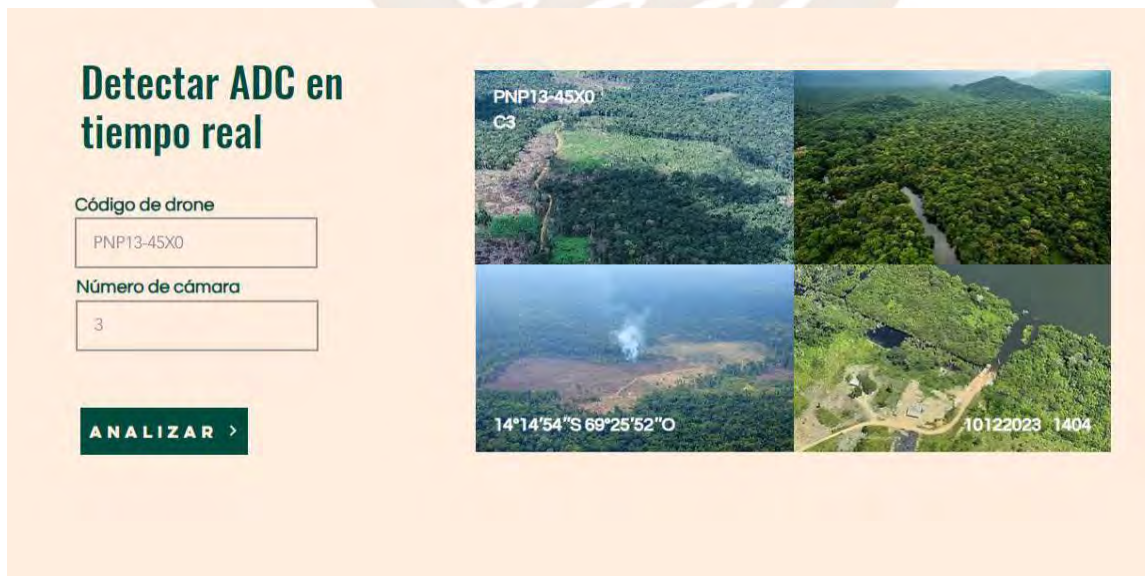 Detectar ADC en
tiempo real
Código de drone
PNP13-45X0
Número de cámara
3
ANALIZAR >
PNP13-45X0
C3
14°14'54"S 69°25'52"O
10122023 1404